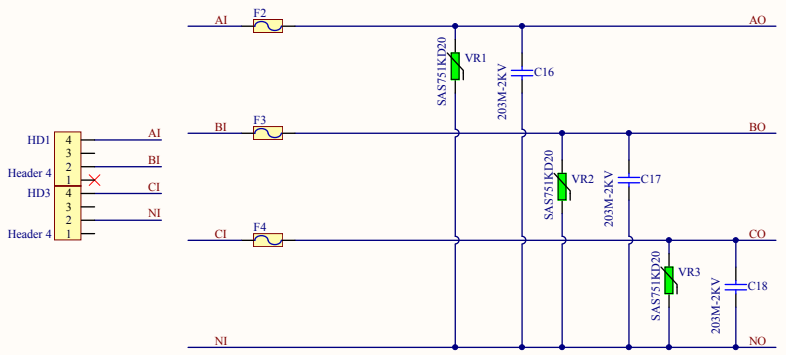 AI
F2
AO
SAS751KD20
VR1
203M-2KV
C16
BI
F3
BO
SAS751KD20
VR2
203M-2KV
C17
HD1
4
AI
3
2
BI
Header 4
1
HD3
4
CI
3
2
NI
Header 4
1
CI
F4
CO
SAS751KD20
VR3
203M-2KV
C18
NI
NO